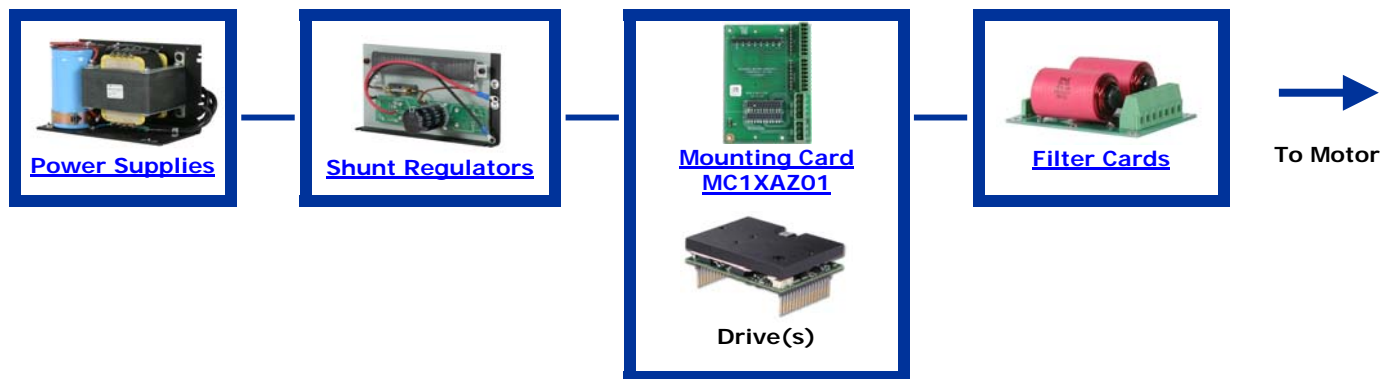 Power Supplies
Shunt Regulators
Mounting Card
MC1XAZ01
Drive(s)
Filter Cards
To Motor